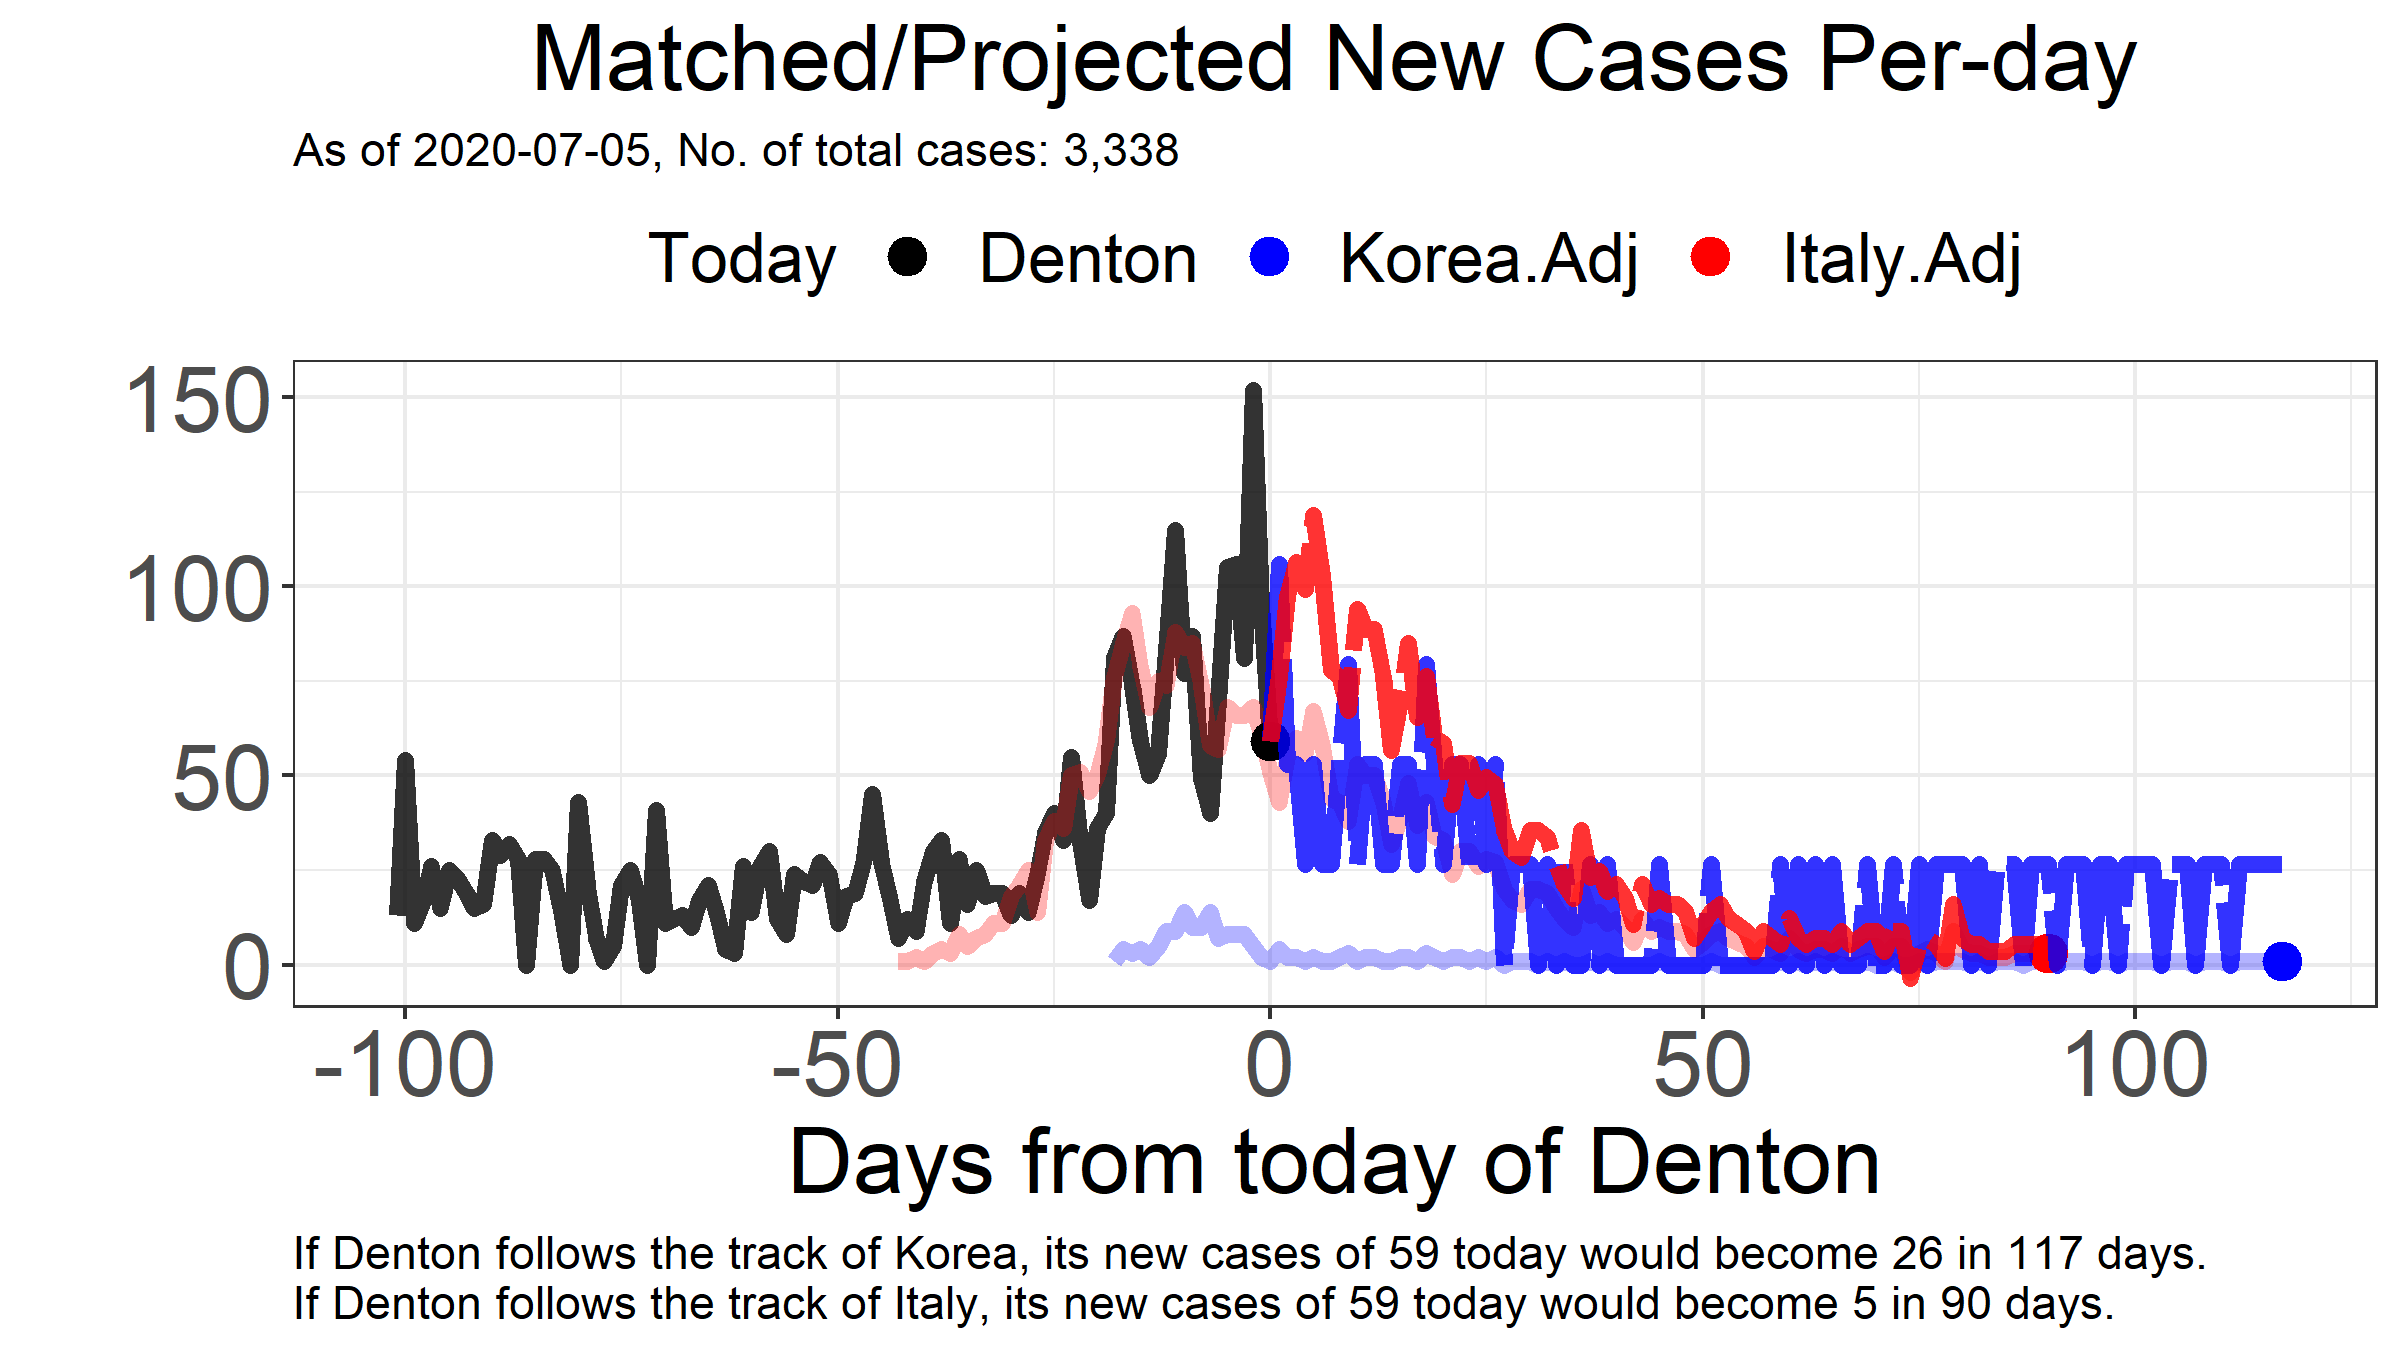 Matched/Projected New Cases Per-day
As of 2020-07-05, No. of total cases: 3,338
Today Denton Korea.Adj Italy.Adj
150
100
50
0
-100 -50 0 50 100
Days from today of Denton
If Denton follows the track of Korea, its new cases of 59 today would become 26 in 117 days.
If Denton follows the track of Italy, its new cases of 59 today would become 5 in 90 days.